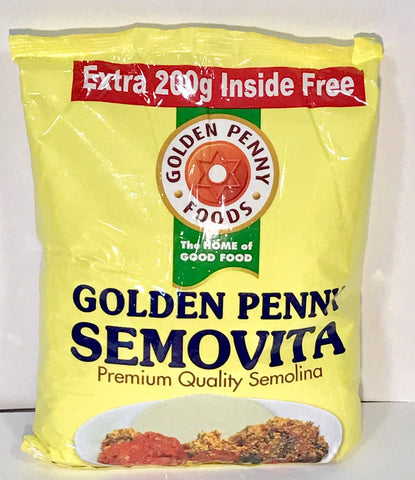 Extra 200g Inside Free
GOLDEN PENNY
FOODS
The HOME of
GOOD FOOD
GOLDEN PENNY
SEMOVITA
Premium Quality Semolina